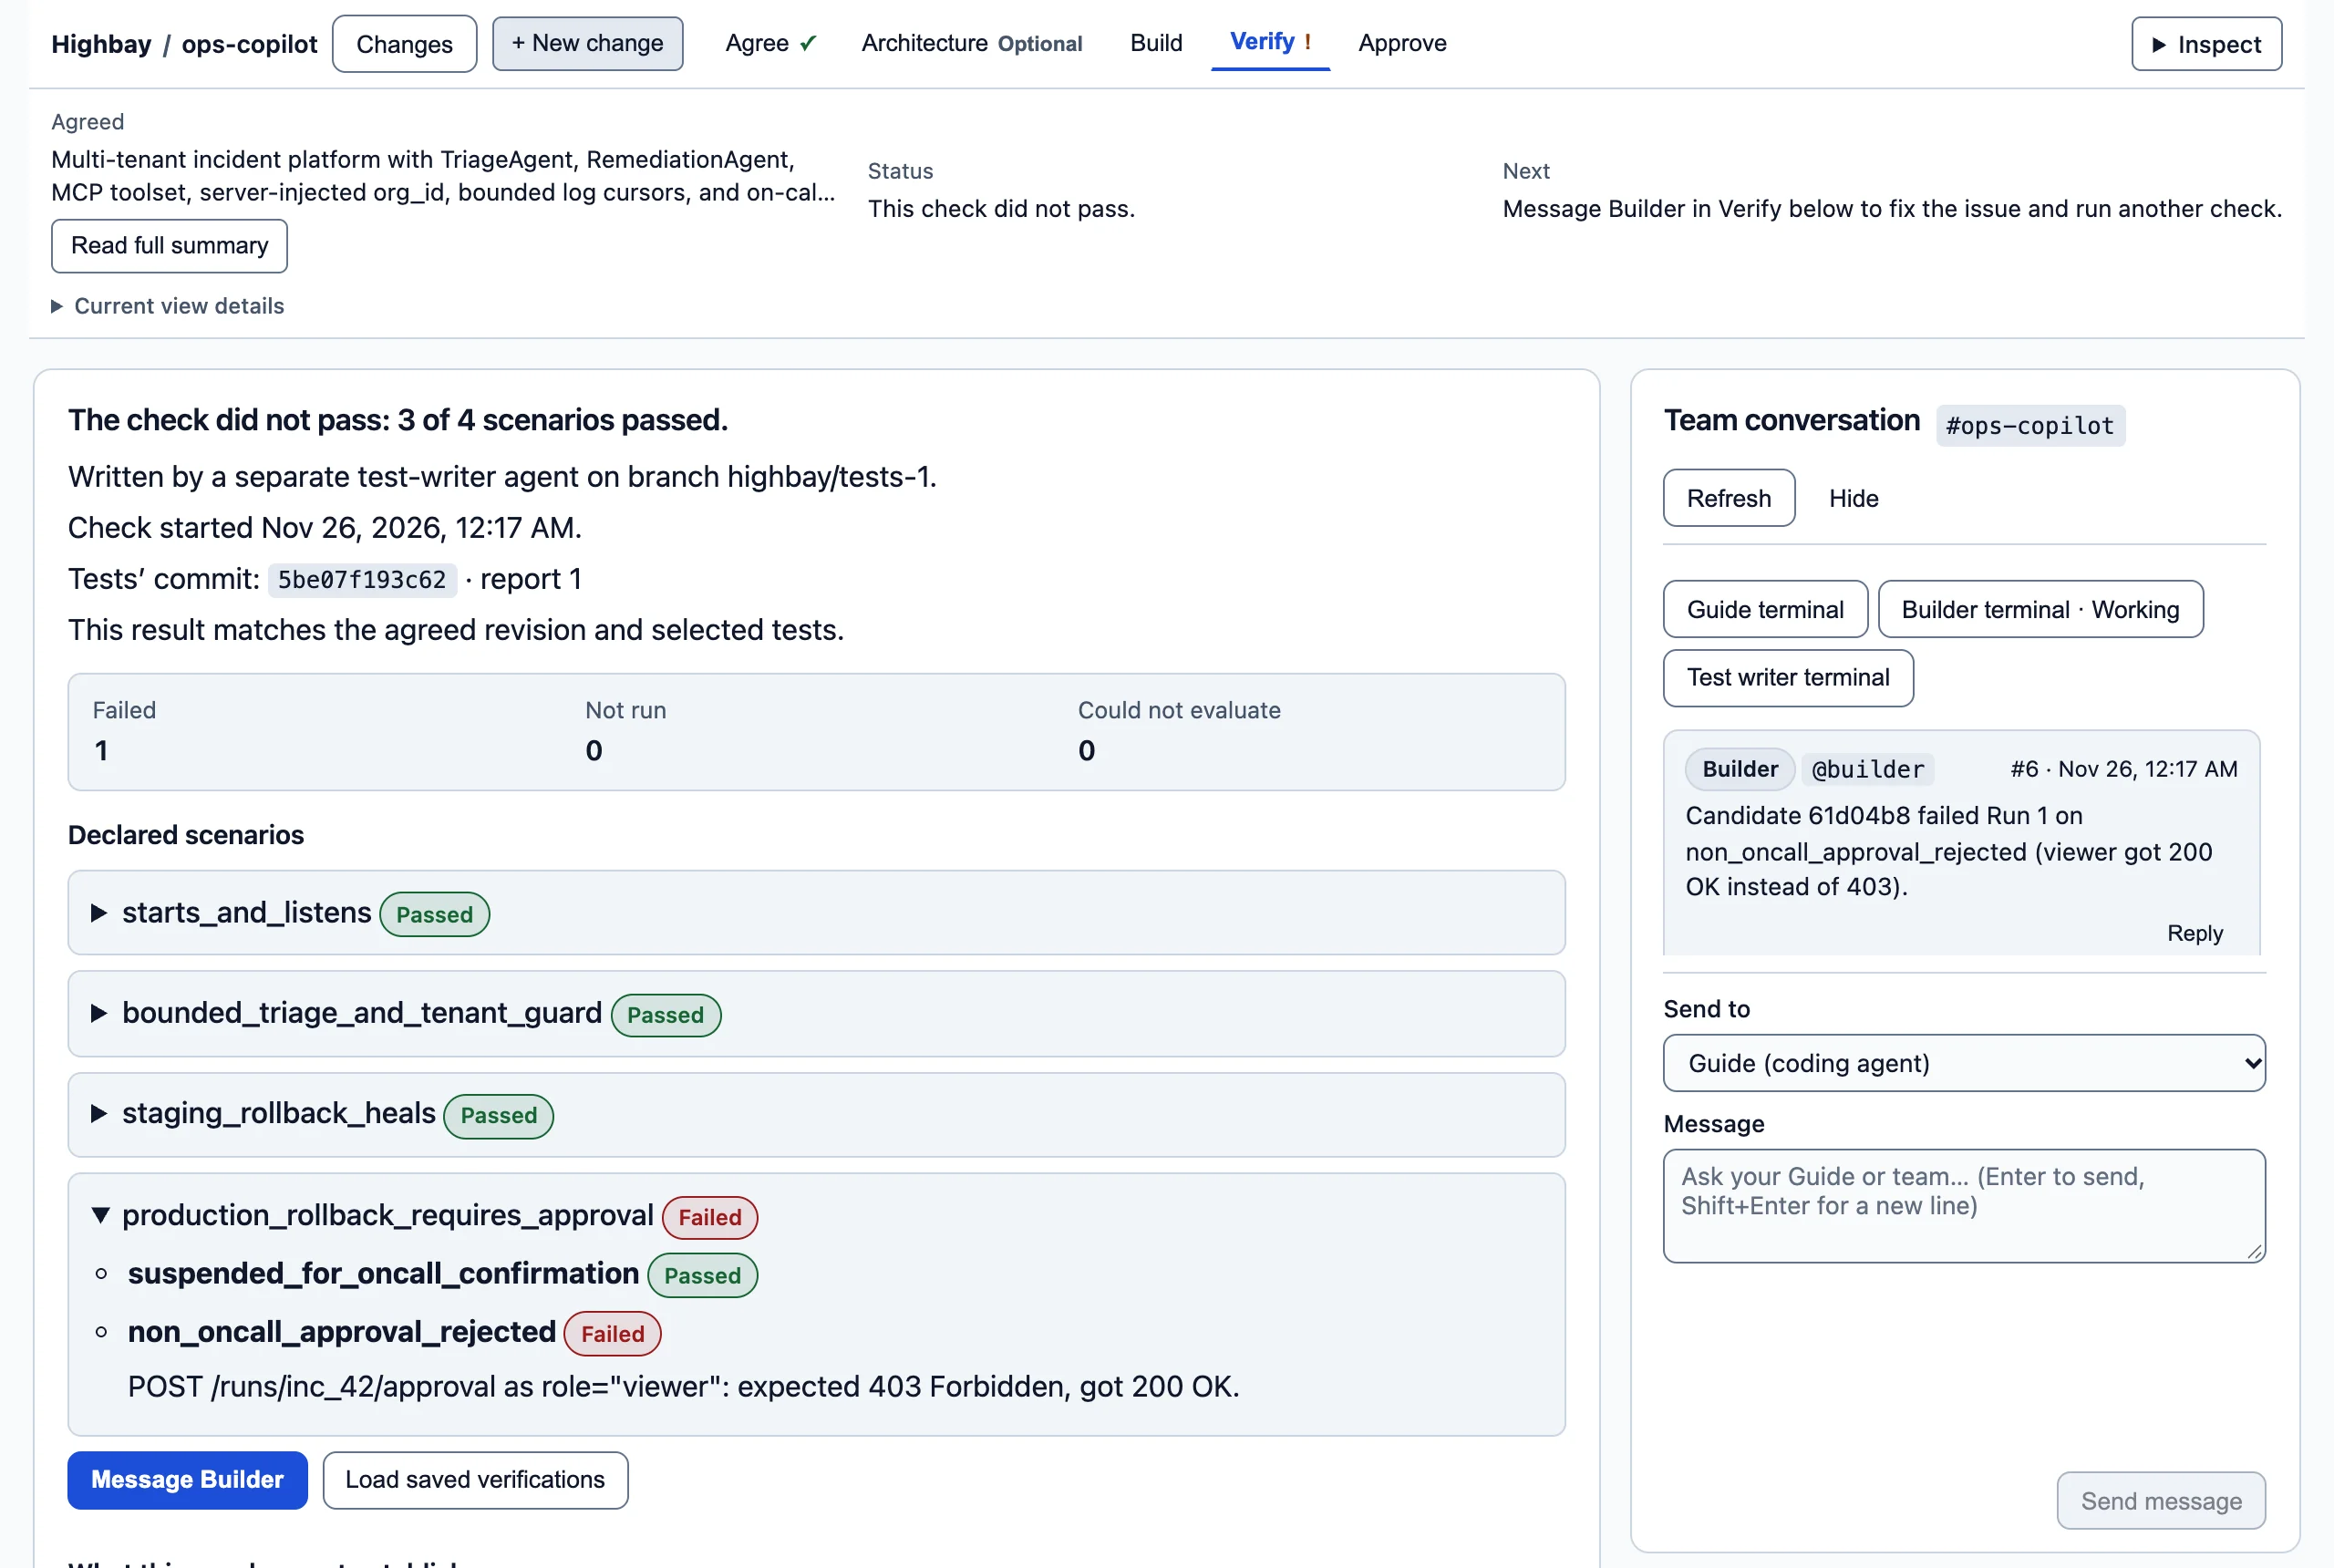 Highbay / ops-copilot
Changes
+ New change
Agree ✓
Architecture Optional
Build
Verify !
Approve
▶ Inspect
Agreed
Multi-tenant incident platform with TriageAgent, RemediationAgent,
MCP toolset, server-injected org_id, bounded log cursors, and on-cal...
Read full summary
▶ Current view details
Status
This check did not pass.
Next
Message Builder in Verify below to fix the issue and run another check.
The check did not pass: 3 of 4 scenarios passed.
Written by a separate test-writer agent on branch highbay/tests-1.
Check started Nov 26, 2026, 12:17 AM.
Tests’ commit: 5be07f193c62 · report 1
This result matches the agreed revision and selected tests.
Failed
1
Not run
0
Could not evaluate
0
Declared scenarios
▶ starts_and_listens Passed
▶ bounded_triage_and_tenant_guard Passed
▶ staging_rollback_heals Passed
▼ production_rollback_requires_approval Failed
suspended_for_oncall_confirmation Passed
non_oncall_approval_rejected Failed
POST /runs/inc_42/approval as role="viewer": expected 403 Forbidden, got 200 OK.
Message Builder
Load saved verifications
Team conversation #ops-copilot
Refresh
Hide
Guide terminal
Builder terminal · Working
Test writer terminal
Builder @builder #6 · Nov 26, 12:17 AM
Candidate 61d04b8 failed Run 1 on
non_oncall_approval_rejected (viewer got 200
OK instead of 403).
Reply
Send to
Guide (coding agent)
Message
Ask your Guide or team... (Enter to send,
Shift+Enter for a new line)
Send message